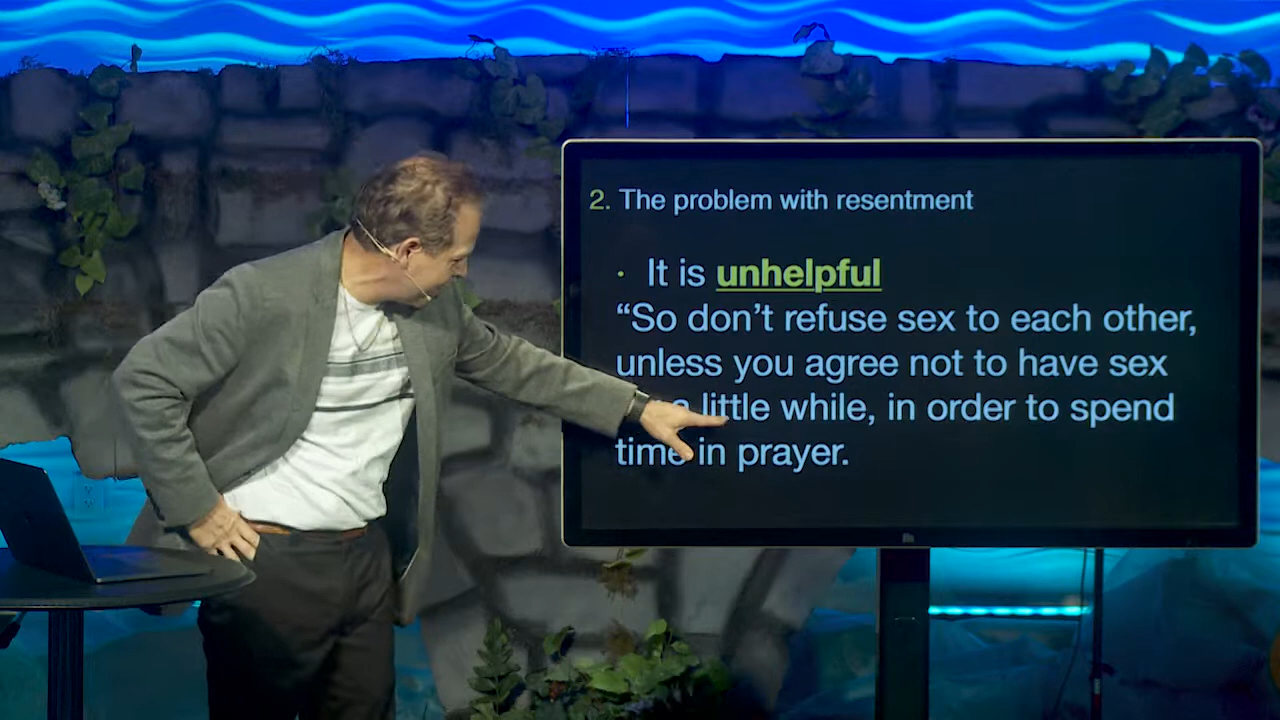 2. The problem with resentment
· It is unhelpful
“So don’t refuse sex to each other,
unless you agree not to have sex
a little while, in order to spend
time in prayer.